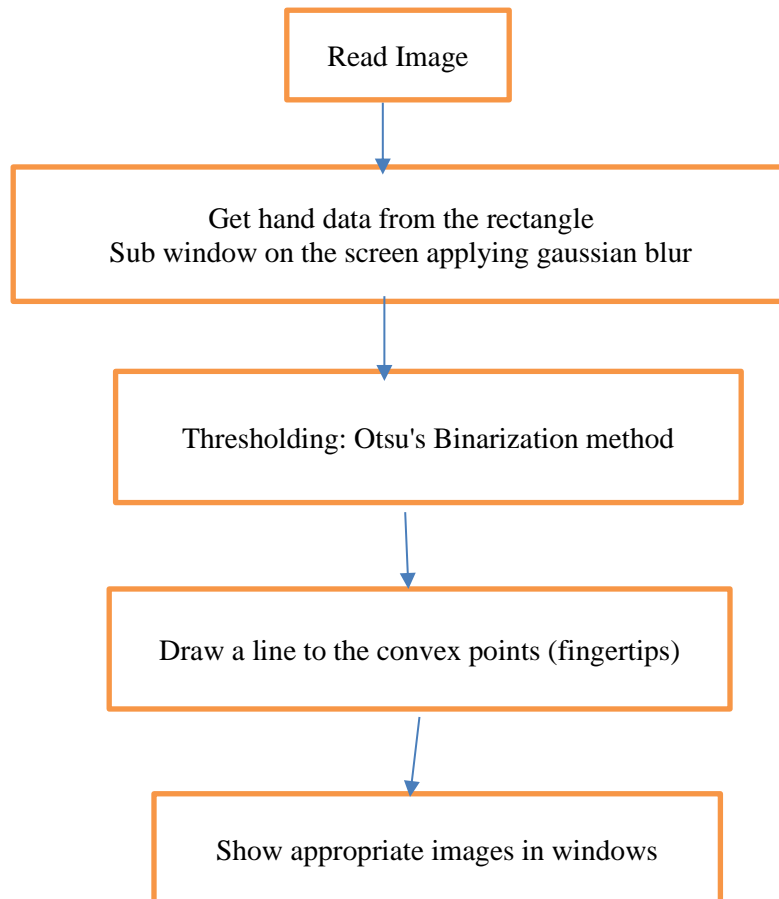 Read Image
Get hand data from the rectangle
Sub window on the screen applying gaussian blur
Thresholding: Otsu's Binarization method
Draw a line to the convex points (fingertips)
Show appropriate images in windows